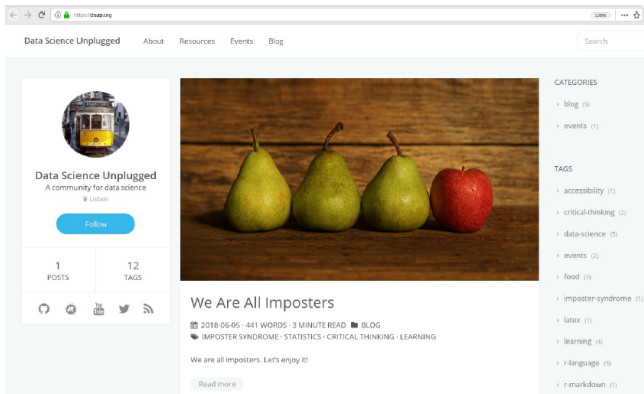 https://dsup.org
120%
Data Science Unplugged
About
Resources
Events
Blog
Search
Data Science Unplugged
A community for data science
Lisbon
Follow
1
POSTS
12
TAGS
We Are All Imposters
2018-06-05 · 441 WORDS · 3 MINUTE READ BLOG
IMPOSTER SYNDROME · STATISTICS · CRITICAL THINKING · LEARNING
We are all imposters. Let's enjoy it!
Read more
CATEGORIES
blog (5)
events (1)
TAGS
accessibility (1)
critical-thinking (2)
data-science (5)
events (2)
food (1)
imposter-syndrome (1)
latex (1)
learning (4)
r-language (3)
r-markdown (1)